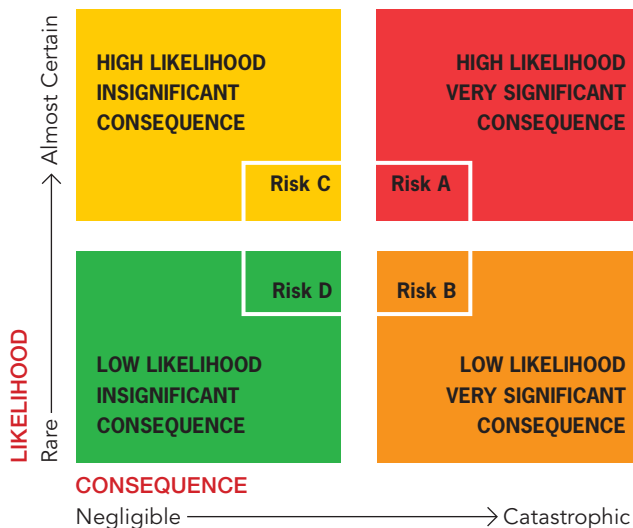 HIGH LIKELIHOOD
INSIGNIFICANT
CONSEQUENCE
Risk C
HIGH LIKELIHOOD
VERY SIGNIFICANT
CONSEQUENCE
Risk A
Risk D
LOW LIKELIHOOD
INSIGNIFICANT
CONSEQUENCE
Risk B
LOW LIKELIHOOD
VERY SIGNIFICANT
CONSEQUENCE
LIKELIHOOD
Rare
Almost Certain
CONSEQUENCE
Negligible
Catastrophic